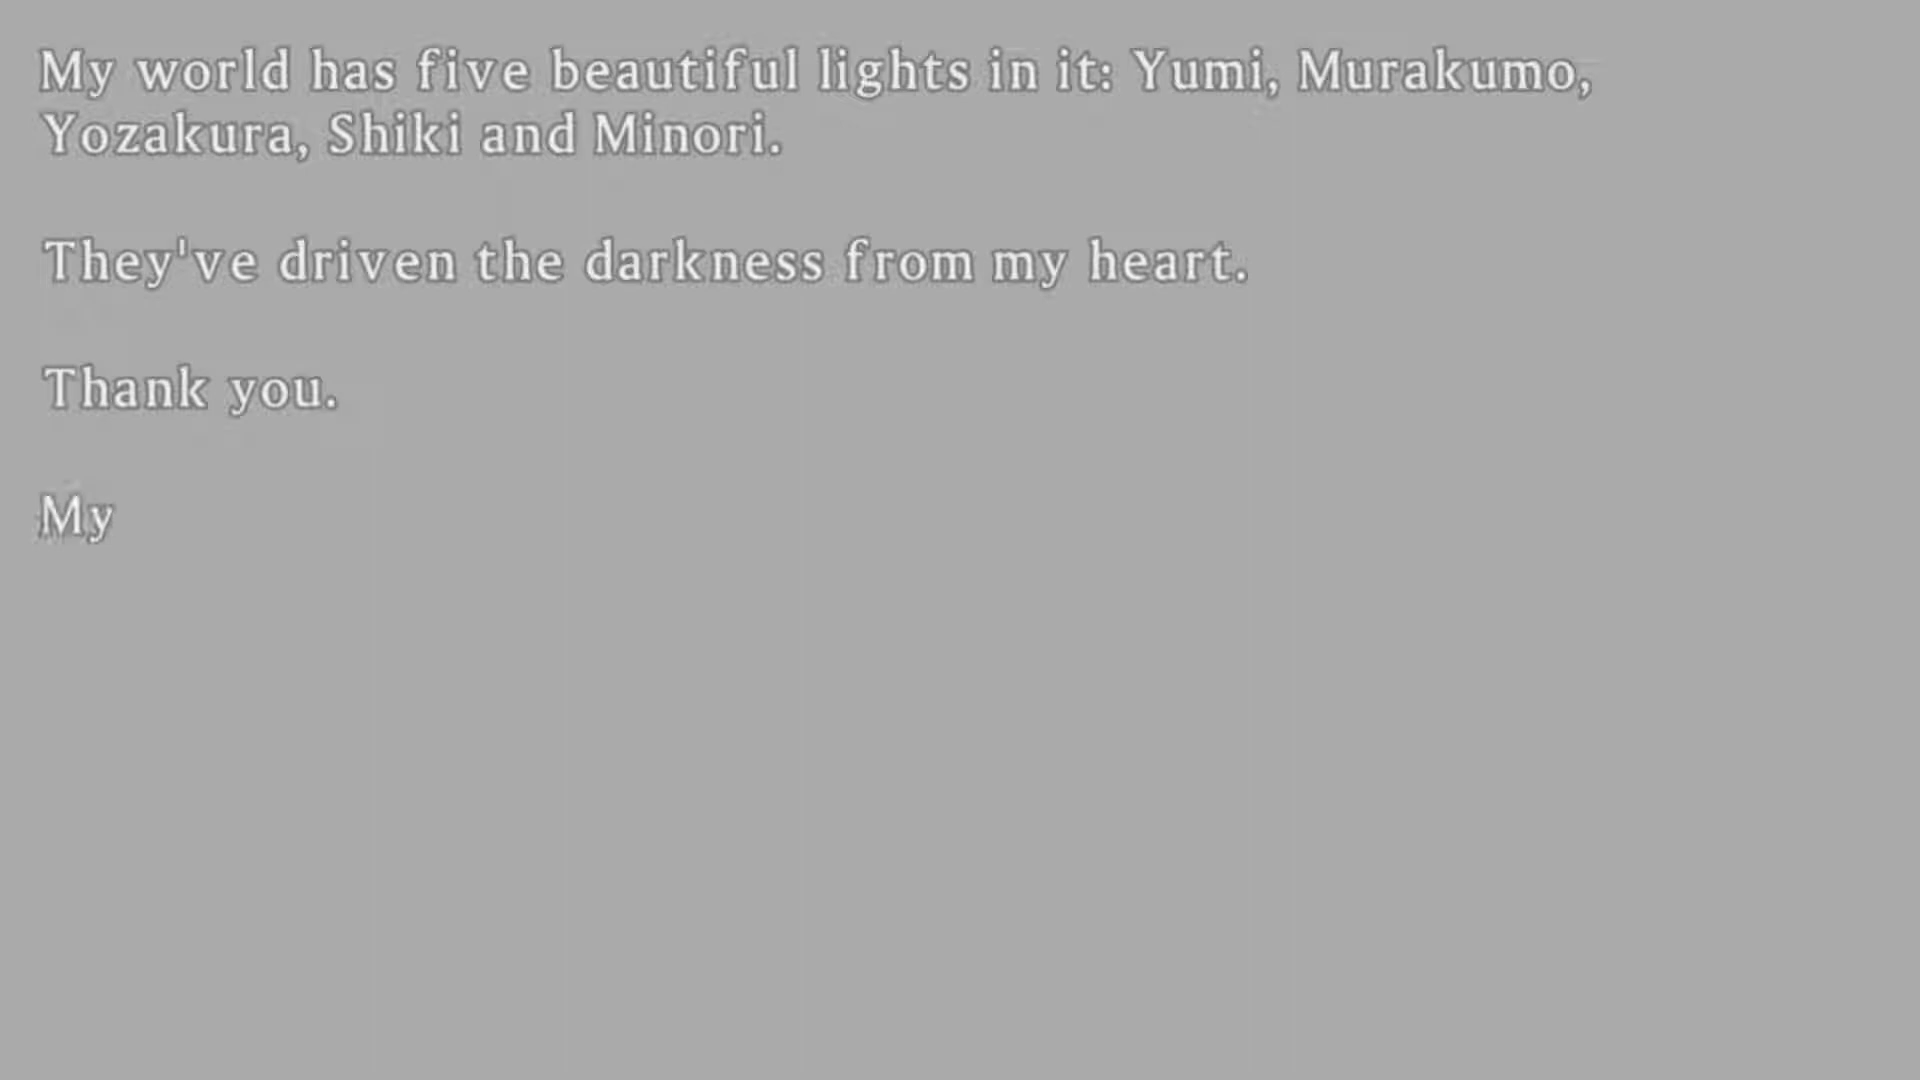 My world has five beautiful lights in it: Yumi, Murakumo,
Yozakura, Shiki and Minori.
They've driven the darkness from my heart.
Thank you.
My